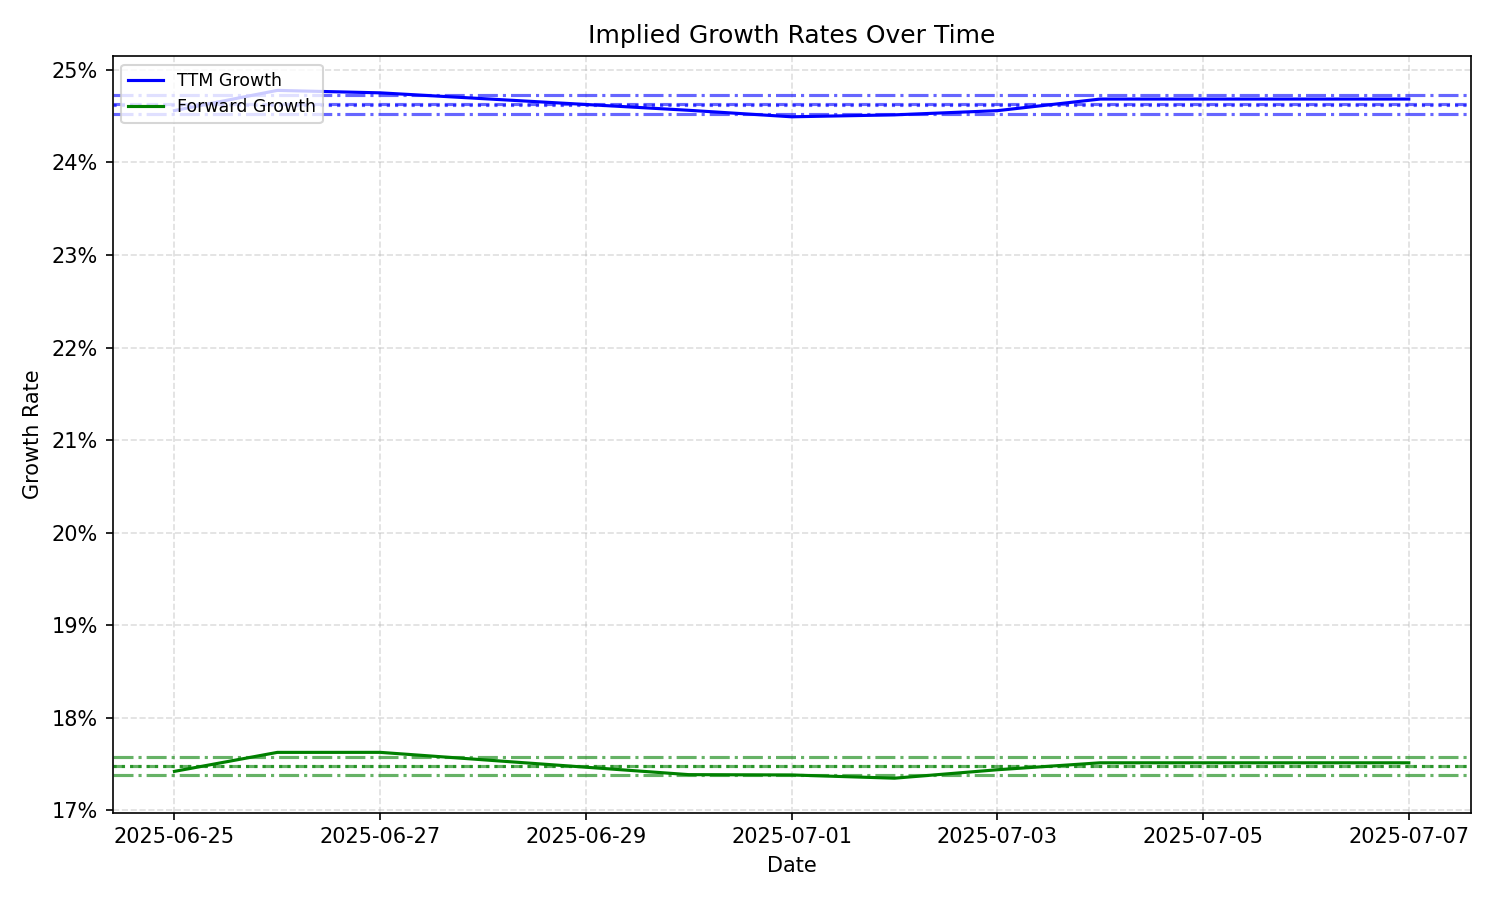 Implied Growth Rates Over Time
TTM Growth
Forward Growth
25%
24%
23%
22%
21%
20%
19%
18%
17%
Growth Rate
2025-06-25 2025-06-27 2025-06-29 2025-07-01 2025-07-03 2025-07-05 2025-07-07
Date